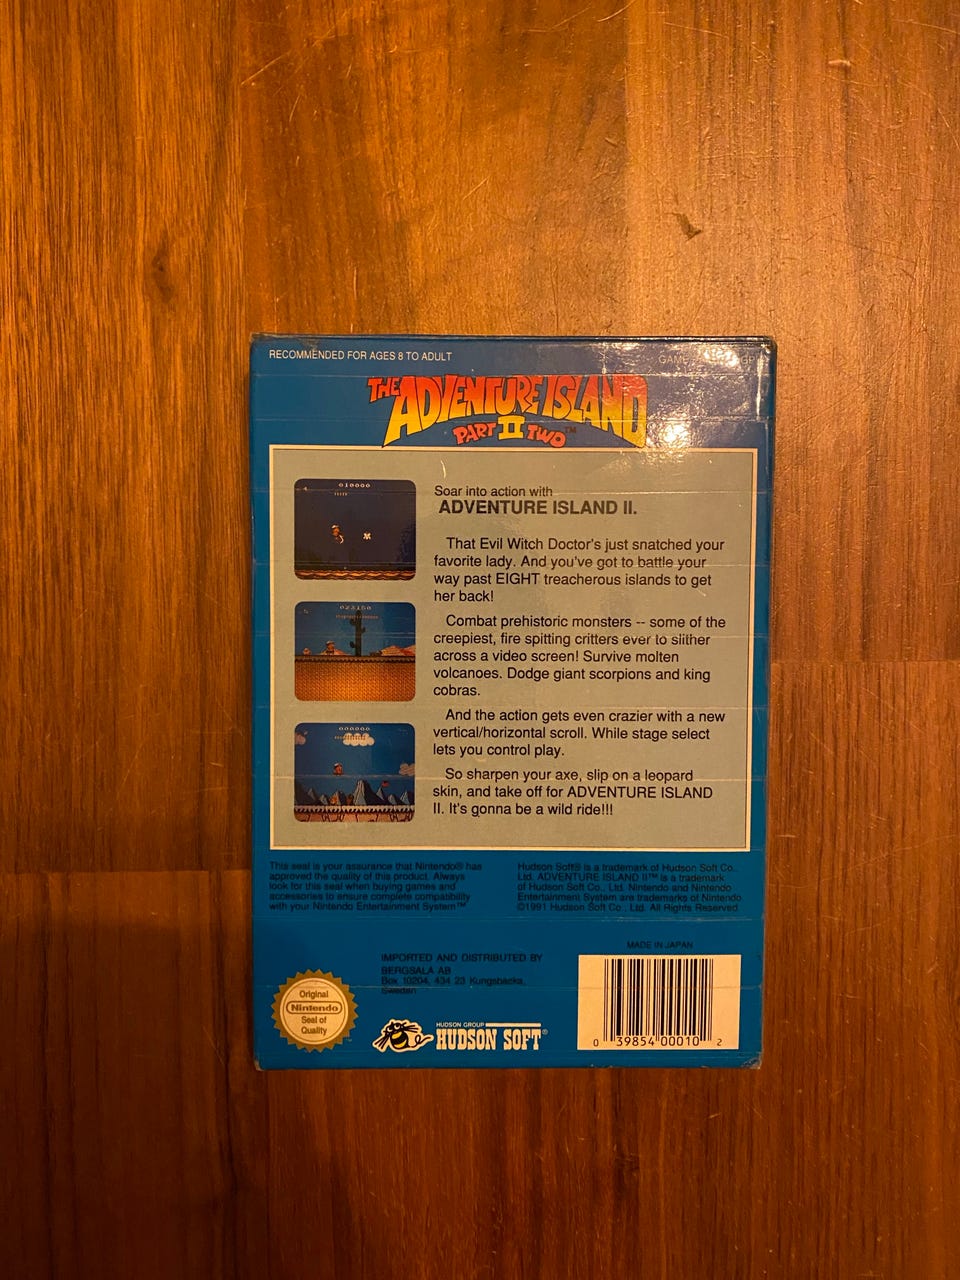 RECOMMENDED FOR AGES 8 TO ADULT
THE ADVENTURE ISLAND
PART II TWO™
Soar into action with
ADVENTURE ISLAND II.
That Evil Witch Doctor's just snatched your
favorite lady. And you've got to battle your
way past EIGHT treacherous islands to get
her back!
Combat prehistoric monsters -- some of the
creepiest, fire spitting critters ever to slither
across a video screen! Survive molten
volcanoes. Dodge giant scorpions and king
cobras.
And the action gets even crazier with a new
vertical/horizontal scroll. While stage select
lets you control play.
So sharpen your axe, slip on a leopard
skin, and take off for ADVENTURE ISLAND
II. It's gonna be a wild ride!!!
This seal is your assurance that Nintendo® has
approved the quality of this product. Always
look for this seal when buying games and
accessories to ensure complete compatibility
with your Nintendo Entertainment System™.
Hudson Soft® is a trademark of Hudson Soft Co.,
Ltd. ADVENTURE ISLAND II™ is a trademark
of Hudson Soft Co., Ltd. Nintendo and Nintendo
Entertainment System are trademarks of Nintendo
©1991 Hudson Soft Co., Ltd. All Rights Reserved.
MADE IN JAPAN
IMPORTED AND DISTRIBUTED BY
BERGSALA AB
Box 10204, 434 23 Kungsbacka,
Sweden
Original
Nintendo
Seal of
Quality
HUDSON GROUP
HUDSON SOFT®
0 39854 00010 2